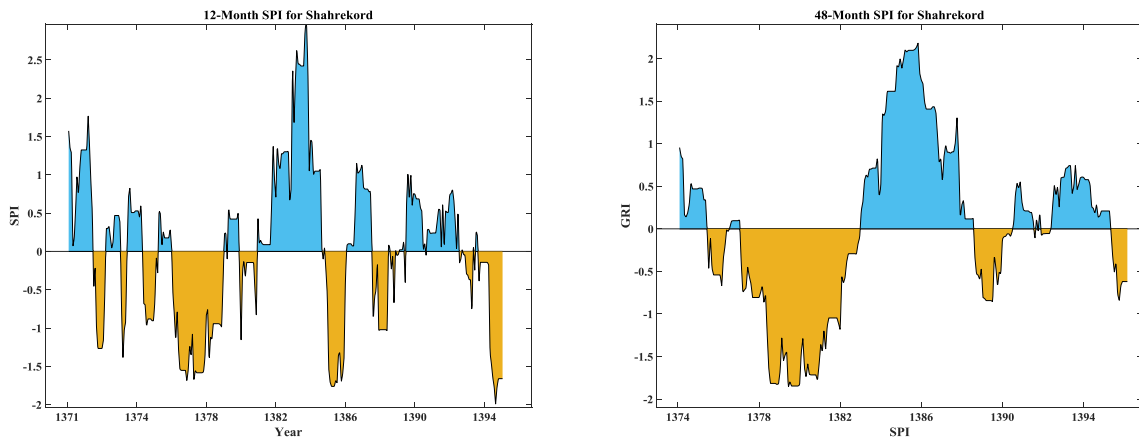 12-Month SPI for Shahrekord
SPI
2.5
2
1.5
1
0.5
0
-0.5
-1
-1.5
-2
1371 1374 1378 1382 1386 1390 1394
Year
48-Month SPI for Shahrekord
GRI
2
1.5
1
0.5
0
-0.5
-1
-1.5
-2
1374 1378 1382 1386 1390 1394
SPI